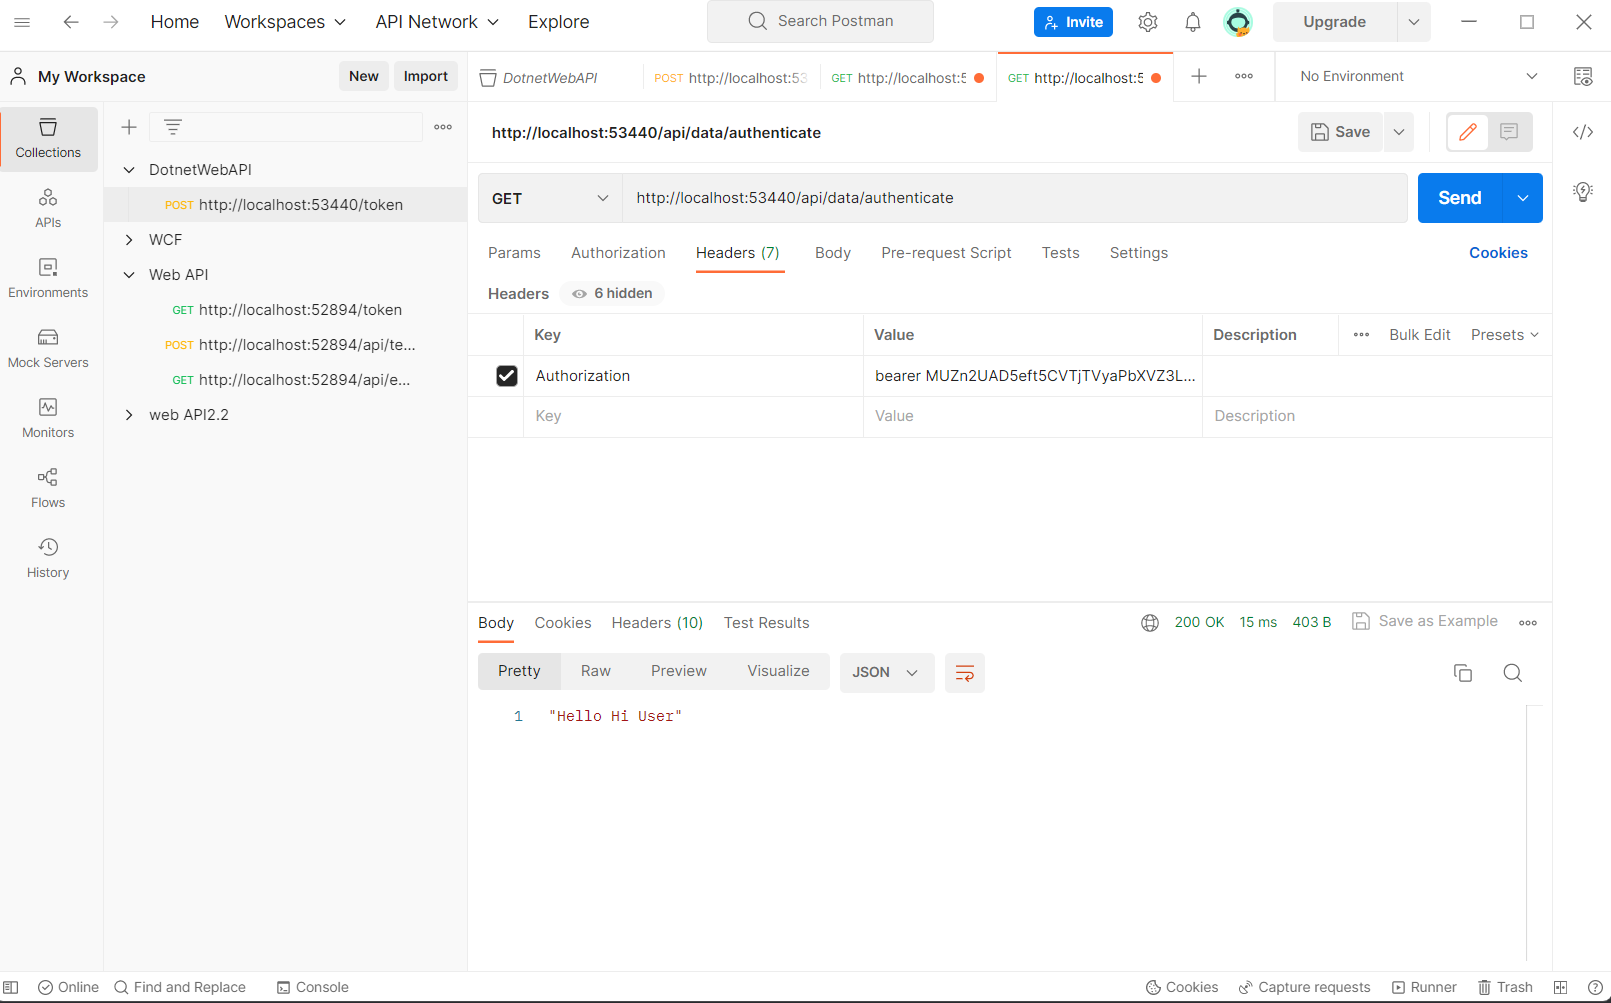 Home Workspaces API Network Explore Search Postman Invite Upgrade
My Workspace New Import DotnetWebAPI POST http://localhost:53 GET http://localhost:5 GET http://localhost:5 No Environment
Collections
APIs
Environments
Mock Servers
Monitors
Flows
History
DotnetWebAPI
POST http://localhost:53440/token
WCF
Web API
GET http://localhost:52894/token
POST http://localhost:52894/api/te...
GET http://localhost:52894/api/e...
web API2.2
http://localhost:53440/api/data/authenticate Save
GET http://localhost:53440/api/data/authenticate Send
Params Authorization Headers (7) Body Pre-request Script Tests Settings Cookies
Headers 6 hidden
Key Value Description Bulk Edit Presets
Authorization bearer MUZn2UAD5eft5CVTjTVyaPbXVZ3L...
Key Value Description
Body Cookies Headers (10) Test Results 200 OK 15 ms 403 B Save as Example
Pretty Raw Preview Visualize JSON
1 "Hello Hi User"
Online Find and Replace Console Cookies Capture requests Runner Trash